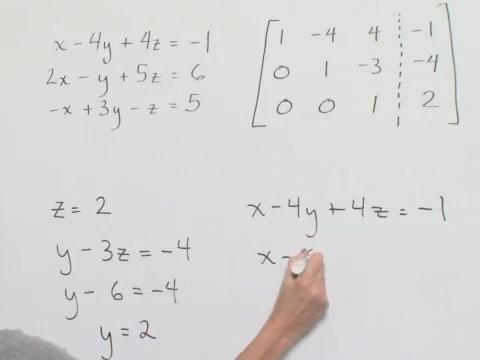 x - 4y + 4z = -1
2x - y + 5z = 6
-x + 3y - z = 5
1 -4 4 -1
0 1 -3 -4
0 0 1 2
z = 2
y - 3z = -4
y - 6 = -4
y = 2
x - 4y + 4z = -1
x -